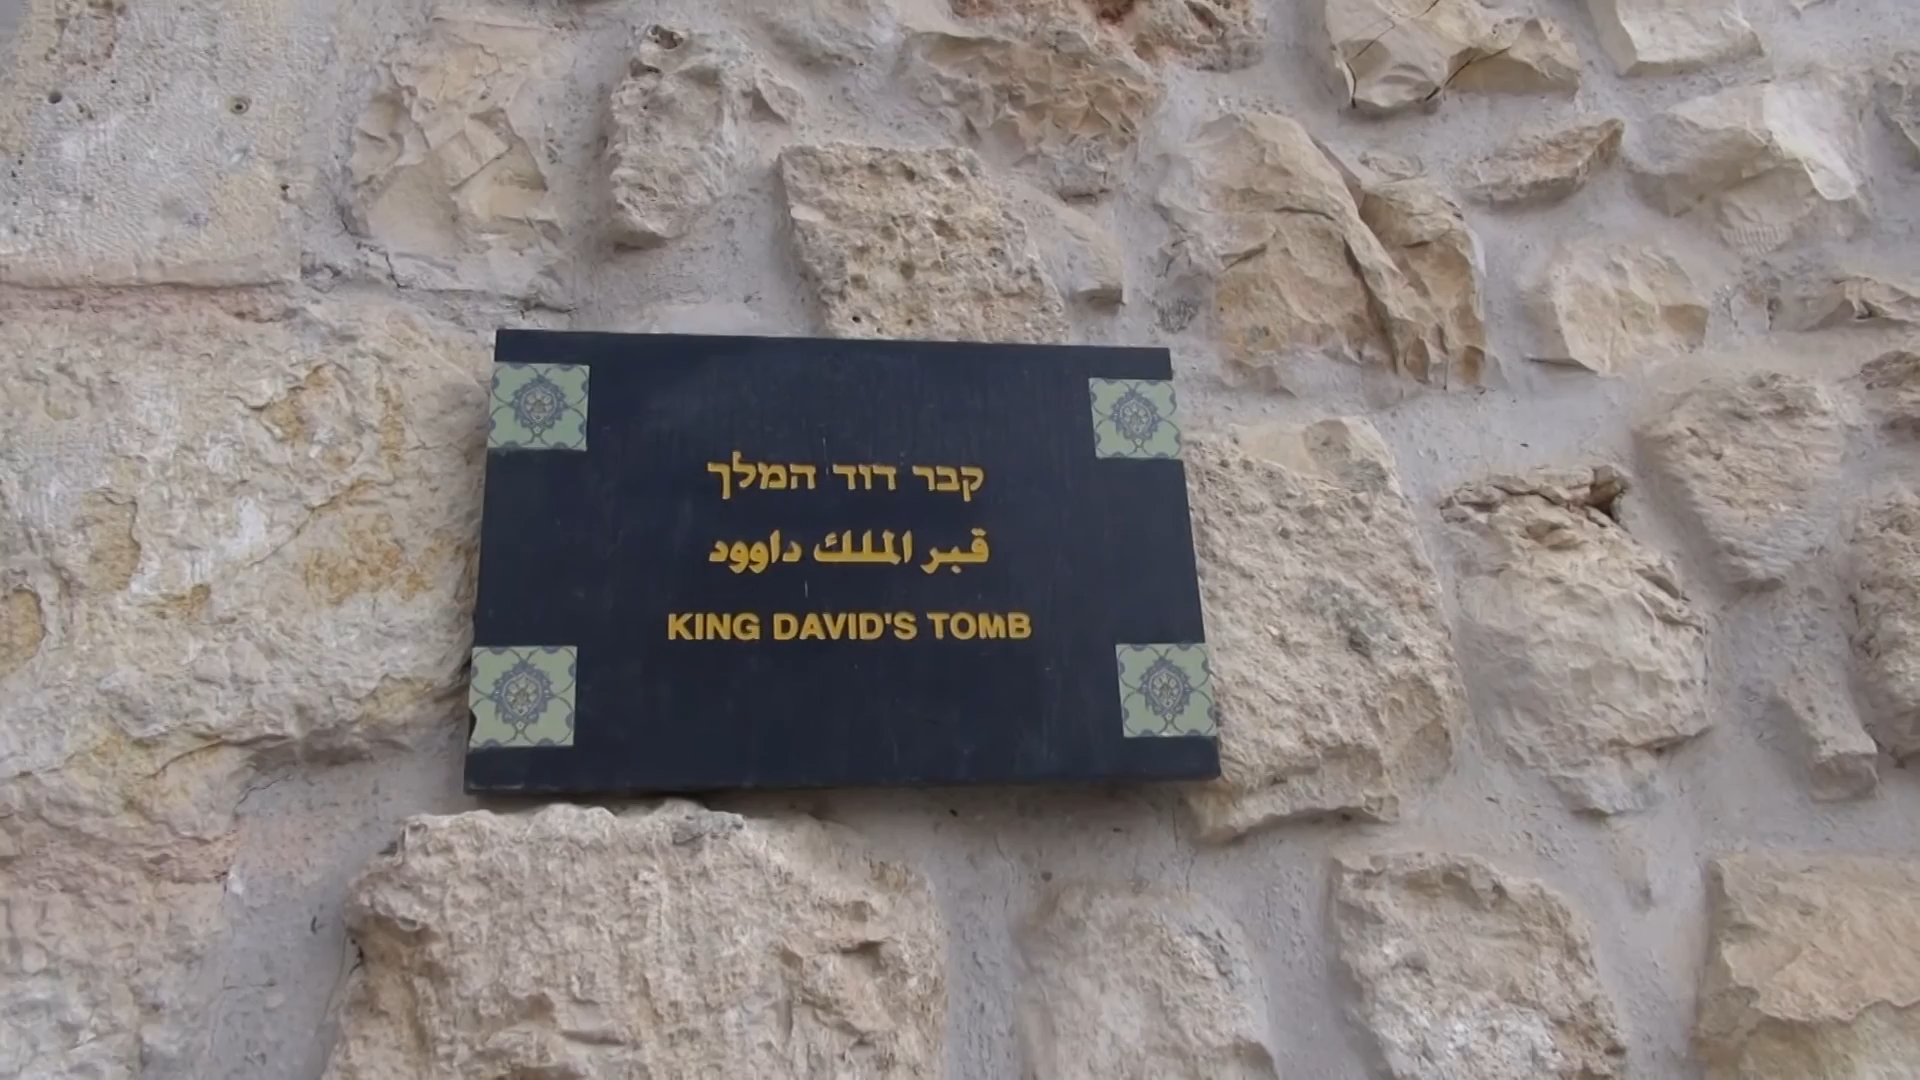 קבר דוד המלך
قبر الملك داوود
KING DAVID'S TOMB